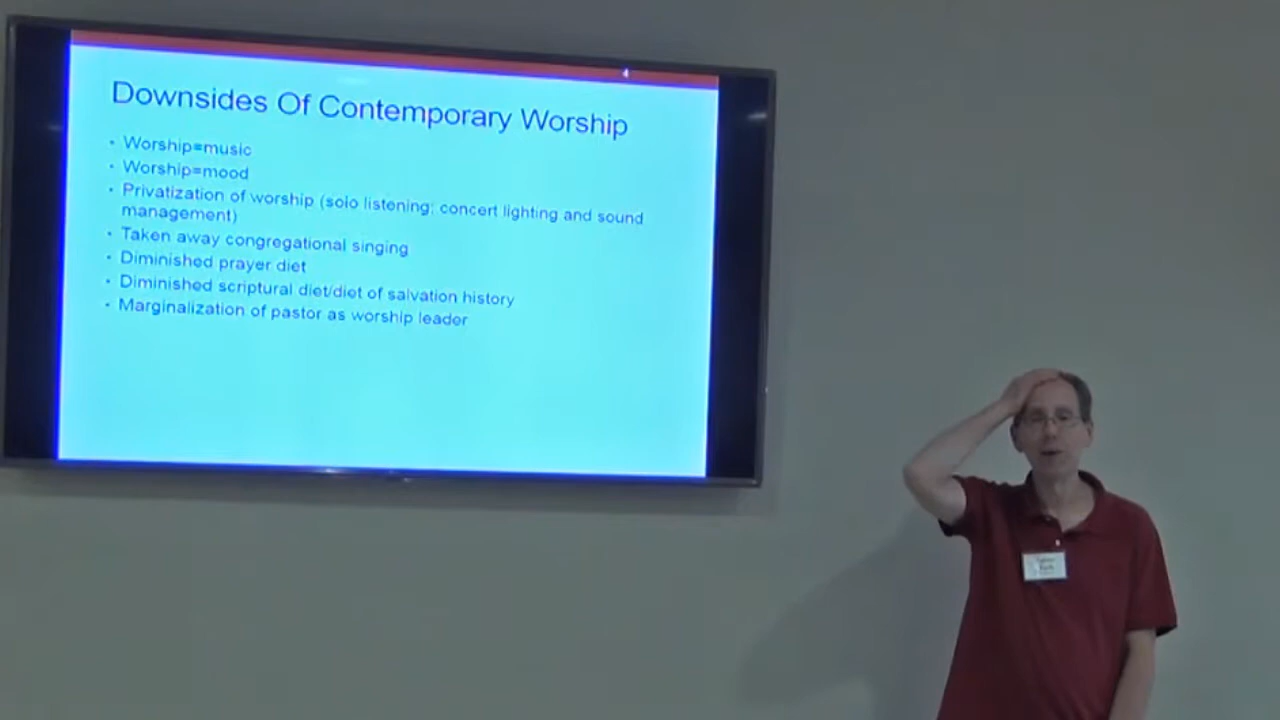 4
Downsides Of Contemporary Worship
• Worship=music
• Worship=mood
• Privatization of worship (solo listening; concert lighting and sound
management)
• Taken away congregational singing
• Diminished prayer diet
• Diminished scriptural diet/diet of salvation history
• Marginalization of pastor as worship leader